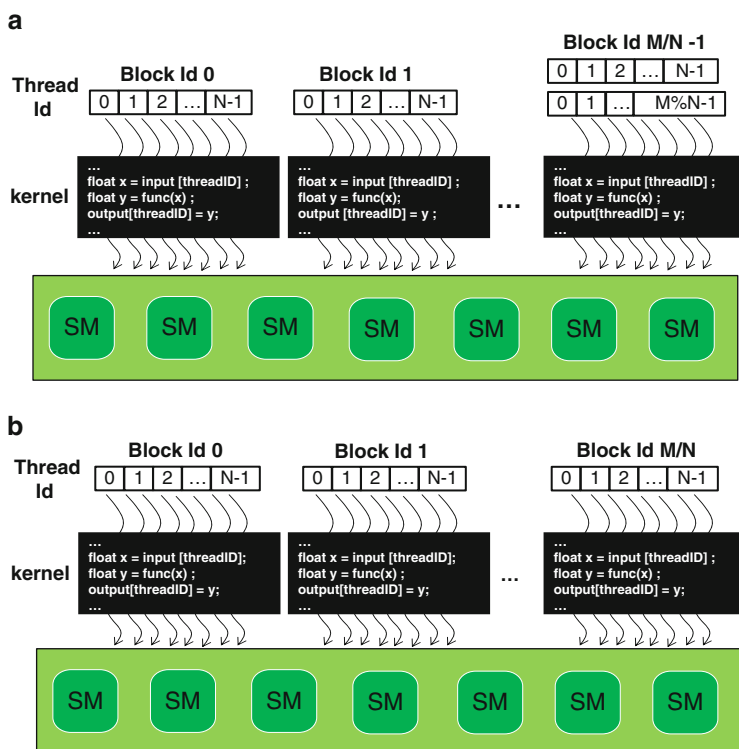 a
Block Id 0
Block Id 1
Block Id M/N -1
Thread Id
0 1 2 ... N-1
0 1 2 ... N-1
0 1 2 ... N-1
0 1 ... M%N-1
kernel
...
float x = input [threadID] ;
float y = func(x) ;
output[threadID] = y;
...
...
float x = input [threadID] ;
float y = func(x);
output [threadID] = y ;
...
...
...
float x = input [threadID] ;
float y = func(x) ;
output[threadID] = y;
...
SM SM SM SM SM SM SM
b
Block Id 0
Block Id 1
Block Id M/N
Thread Id
0 1 2 ... N-1
0 1 2 ... N-1
0 1 2 ... N-1
kernel
...
float x = input [threadID];
float y = func(x) ;
output[threadID] = y;
...
...
float x = input [threadID];
float y = func(x) ;
output[threadID] = y;
...
...
...
float x = input [threadID] ;
float y = func(x) ;
output[threadID] = y;
...
SM SM SM SM SM SM SM